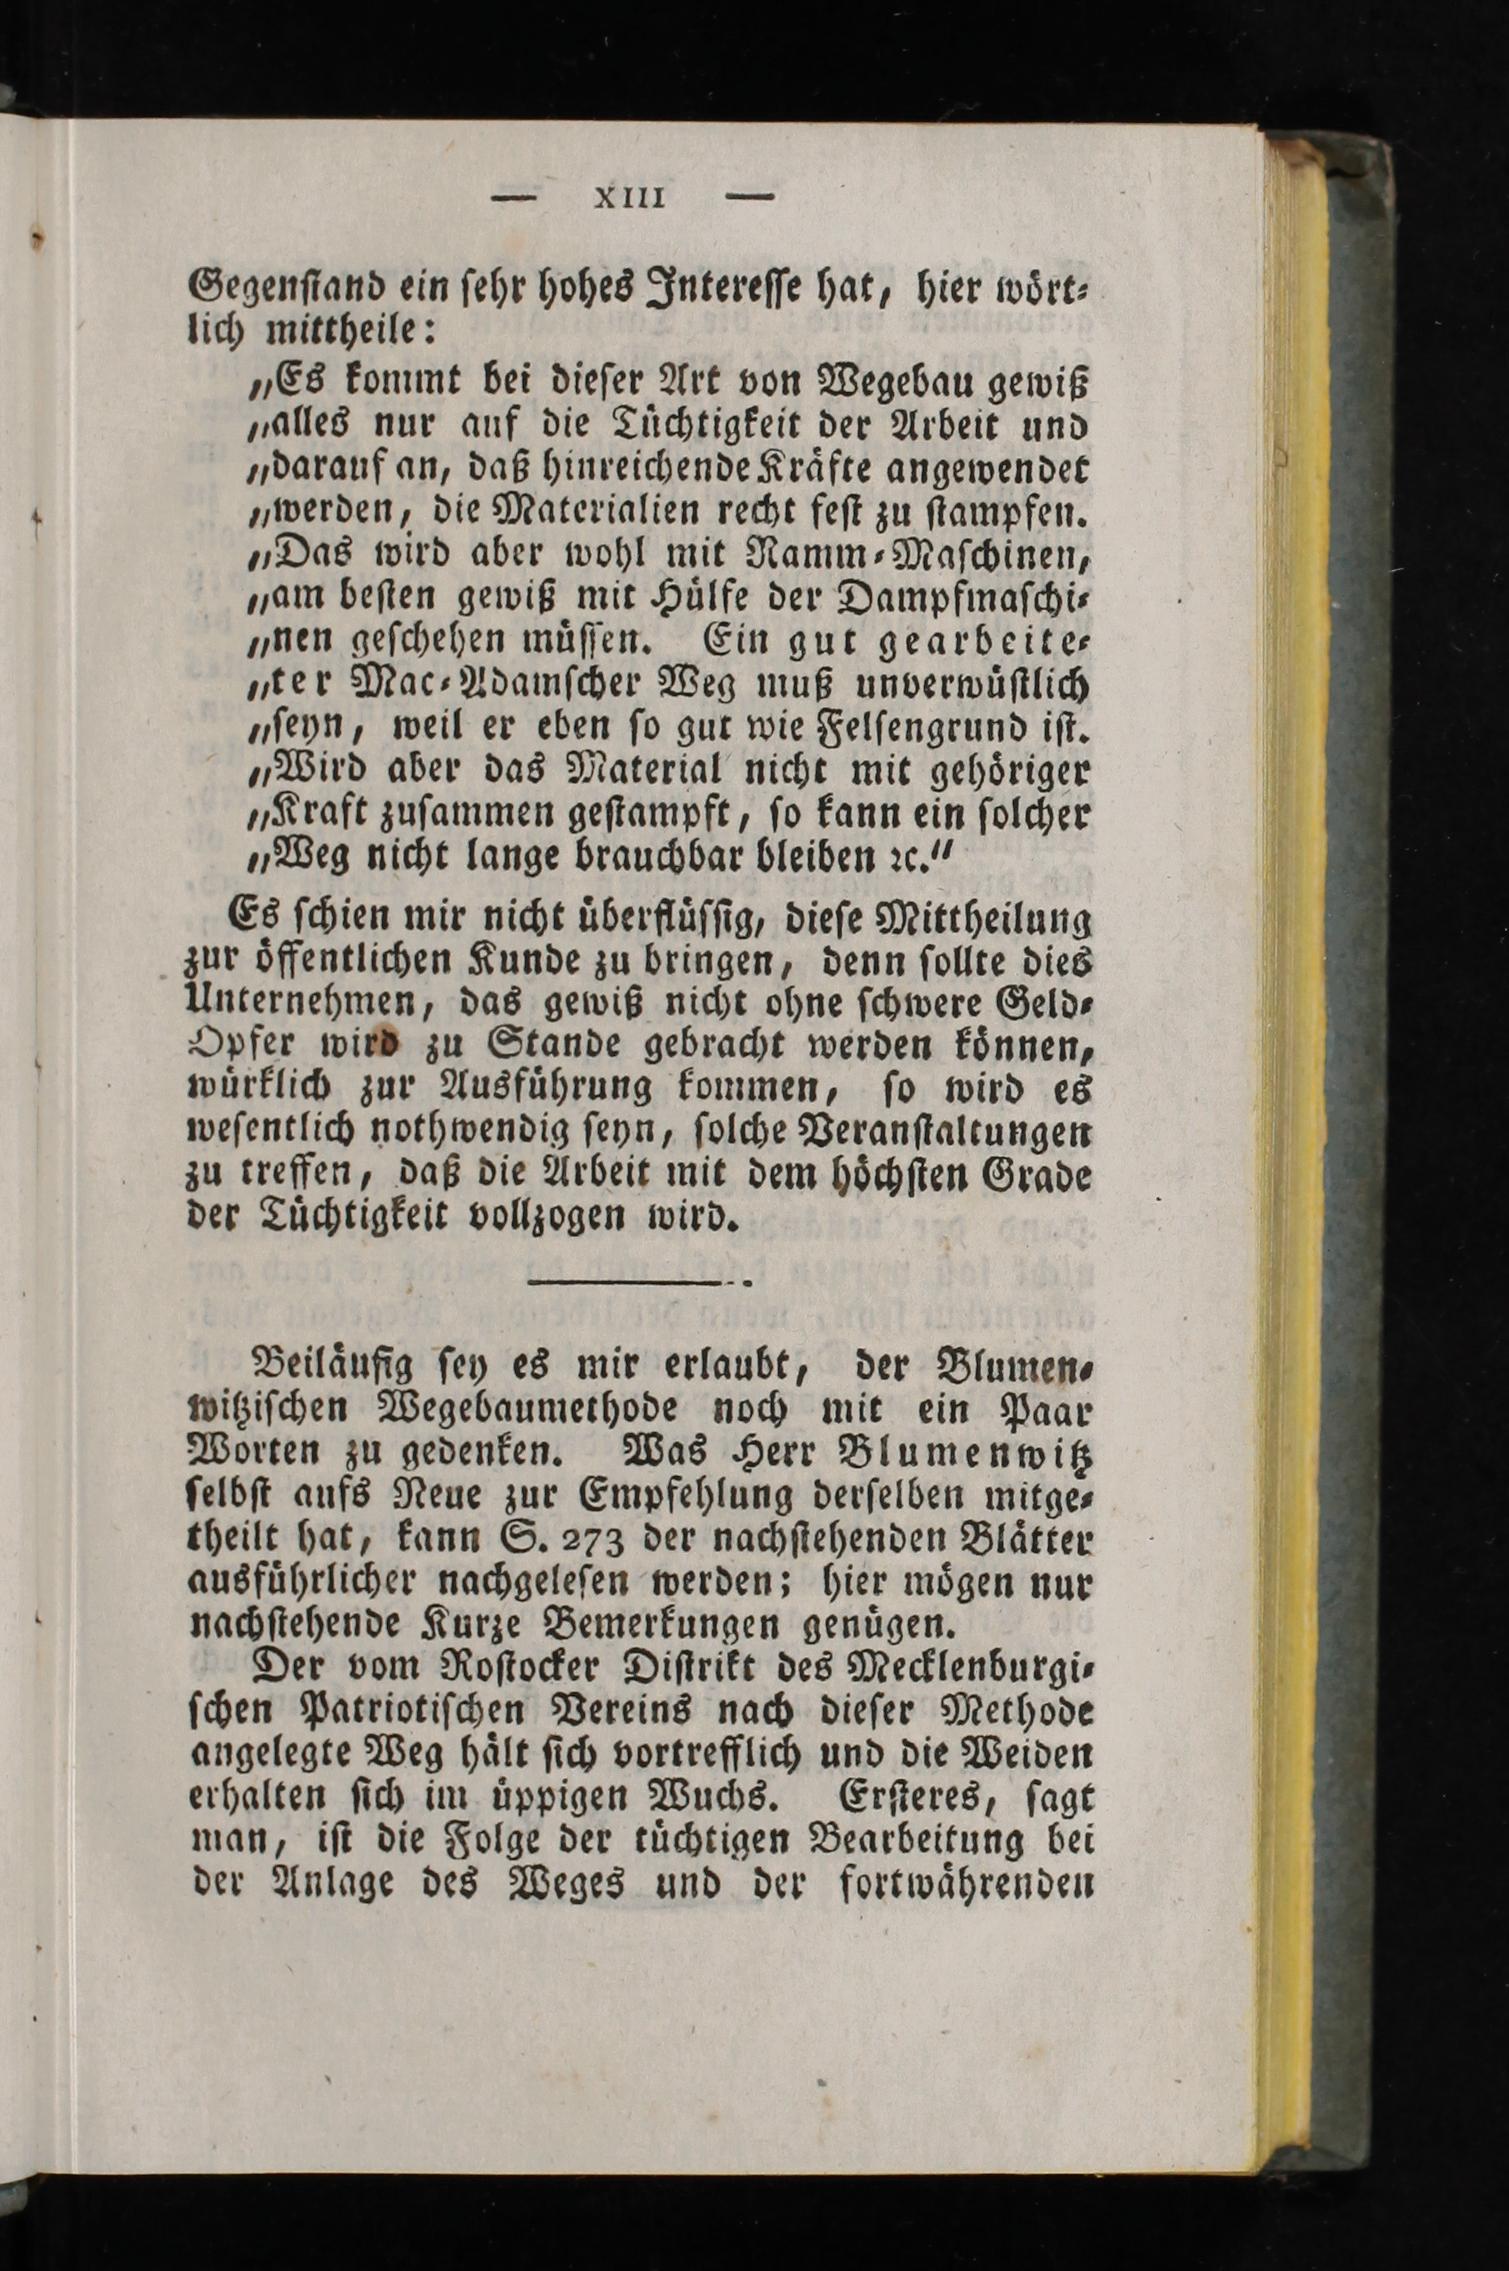 — XIII —
Gegenſtand ein ſehr hohes Intereſſe hat, hier wört⸗
lich mittheile:
„Es kommt bei dieſer Art von Wegebau gewiß
„alles nur auf die Tüchtigkeit der Arbeit und
„darauf an, daß hinreichende Kräfte angewendet
„werden, die Materialien recht feſt zu ſtampfen.
„Das wird aber wohl mit Ramm⸗Maſchinen,
„am beſten gewiß mit Hülfe der Dampfmaſchi⸗
„nen geſchehen müſſen. Ein gut gearbeite⸗
„ter Mac⸗Adamſcher Weg muß unverwüſtlich
„ſeyn, weil er eben ſo gut wie Felſengrund iſt.
„Wird aber das Material nicht mit gehöriger
„Kraft zuſammen geſtampft, ſo kann ein ſolcher
„Weg nicht lange brauchbar bleiben ꝛc.“
Es ſchien mir nicht überflüſſig, dieſe Mittheilung
zur öffentlichen Kunde zu bringen, denn ſollte dies
Unternehmen, das gewiß nicht ohne ſchwere Geld⸗
Opfer wird zu Stande gebracht werden können,
würklich zur Ausführung kommen, ſo wird es
weſentlich nothwendig ſeyn, ſolche Veranſtaltungen
zu treffen, daß die Arbeit mit dem höchſten Grade
der Tüchtigkeit vollzogen wird.
Beiläufig ſey es mir erlaubt, der Blumen⸗
witziſchen Wegebaumethode noch mit ein Paar
Worten zu gedenken. Was Herr Blumenwitz
ſelbſt aufs Neue zur Empfehlung derſelben mitge⸗
theilt hat, kann S. 273 der nachſtehenden Blätter
ausführlicher nachgeleſen werden; hier mögen nur
nachſtehende Kurze Bemerkungen genügen.
Der vom Roſtocker Diſtrikt des Mecklenburgi⸗
ſchen Patriotiſchen Vereins nach dieſer Methode
angelegte Weg hält ſich vortrefflich und die Weiden
erhalten ſich im üppigen Wuchs. Erſteres, ſagt
man, iſt die Folge der tüchtigen Bearbeitung bei
der Anlage des Weges und der fortwährenden